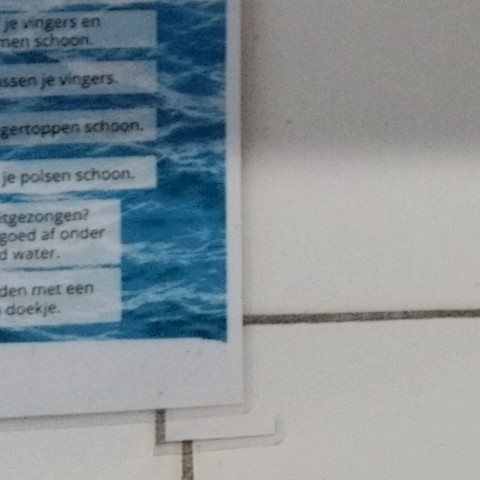 je vingers en
men schoon.
ssen je vingers.
gertoppen schoon.
je polsen schoon.
itgezongen?
goed af onder
d water.
den met een
doekje.